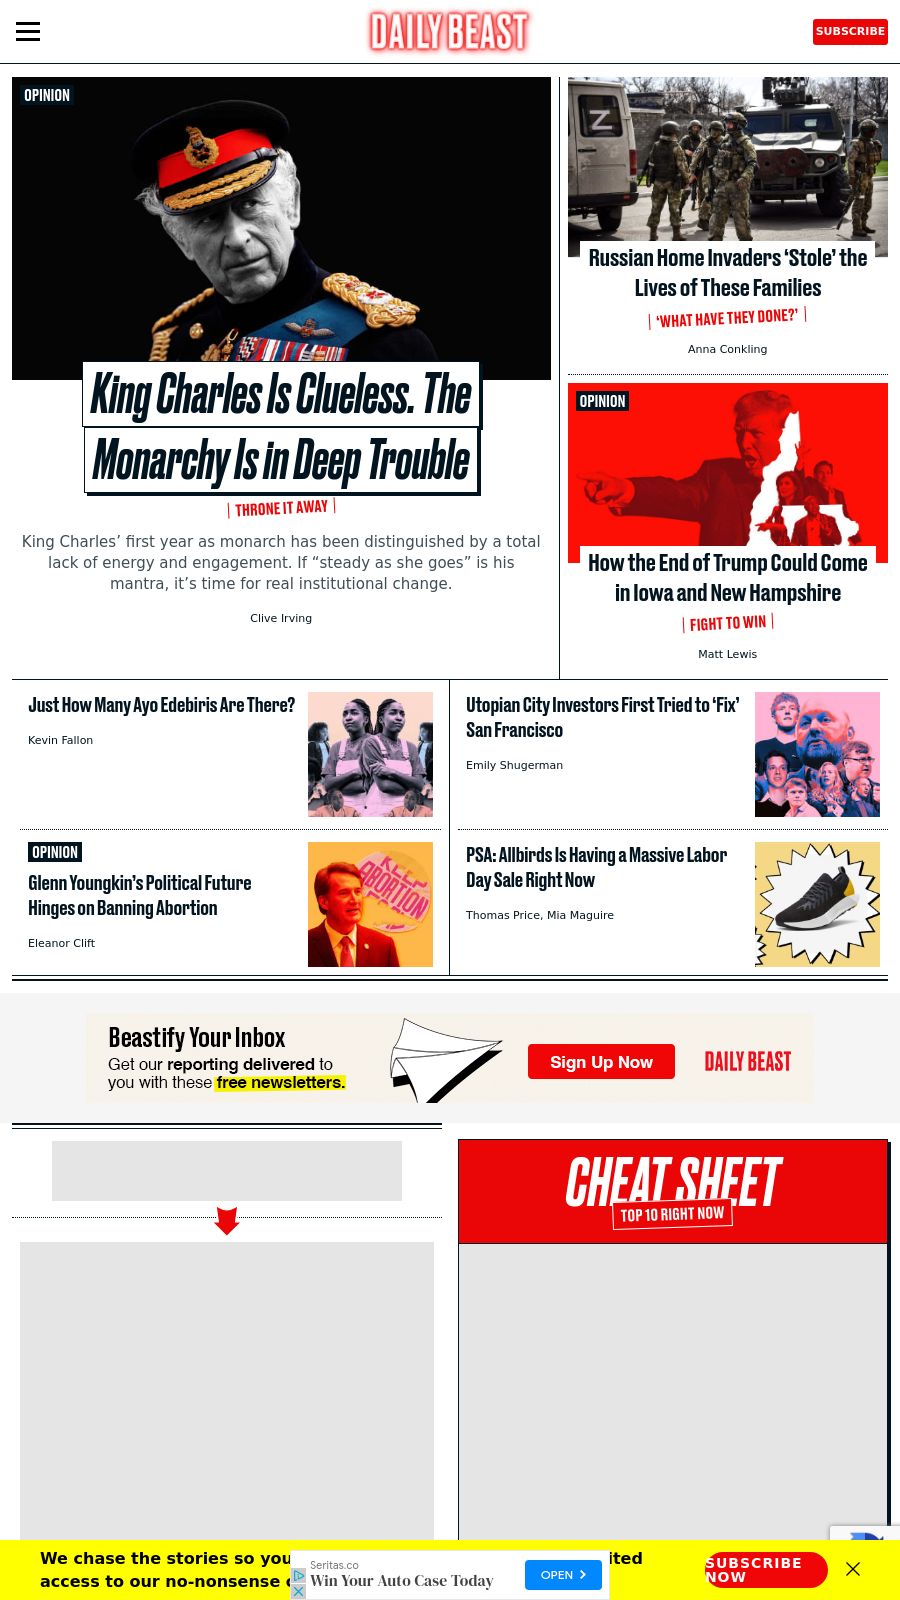 DAILY BEAST
SUBSCRIBE
OPINION
King Charles Is Clueless. The
Monarchy Is in Deep Trouble
THRONE IT AWAY
King Charles’ first year as monarch has been distinguished by a total
lack of energy and engagement. If “steady as she goes” is his
mantra, it’s time for real institutional change.
Clive Irving
Z
Russian Home Invaders ‘Stole’ the
Lives of These Families
‘WHAT HAVE THEY DONE?’
Anna Conkling
OPINION
How the End of Trump Could Come
in Iowa and New Hampshire
FIGHT TO WIN
Matt Lewis
Just How Many Ayo Edebiris Are There?
Kevin Fallon
Utopian City Investors First Tried to ‘Fix’
San Francisco
Emily Shugerman
OPINION
Glenn Youngkin’s Political Future
Hinges on Banning Abortion
Eleanor Clift
KEEP
ABORTION
PSA: Allbirds Is Having a Massive Labor
Day Sale Right Now
Thomas Price, Mia Maguire
Beastify Your Inbox
Get our reporting delivered to
you with these free newsletters.
Sign Up Now
DAILY BEAST
CHEAT SHEET
TOP 10 RIGHT NOW
We chase the stories so you
access to our no-nonsense
SUBSCRIBE
NOW
Seritas.co
Win Your Auto Case Today
OPEN